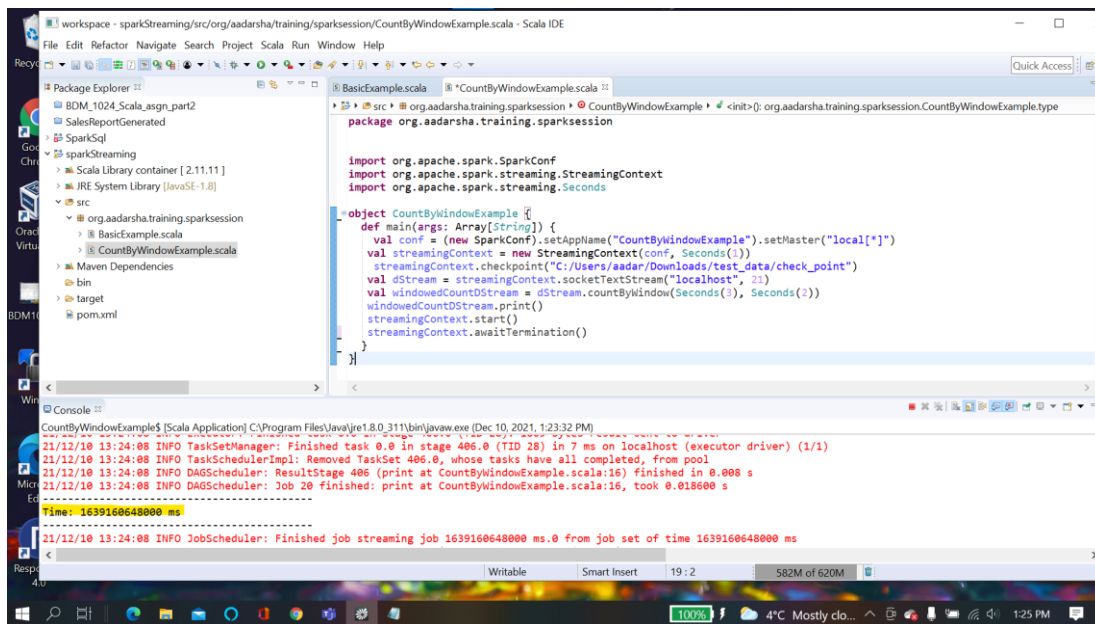 workspace - sparkStreaming/src/org/aadarsha/training/sparksession/CountByWindowExample.scala - Scala IDE
File Edit Refactor Navigate Search Project Scala Run Window Help
Quick Access
Package Explorer
BDM_1024_Scala_asgn_part2
SalesReportGenerated
SparkSql
sparkStreaming
Scala Library container [ 2.11.11 ]
JRE System Library [JavaSE-1.8]
src
org.aadarsha.training.sparksession
BasicExample.scala
CountByWindowExample.scala
Maven Dependencies
bin
target
pom.xml
BasicExample.scala *CountByWindowExample.scala
src org.aadarsha.training.sparksession CountByWindowExample <init>(): org.aadarsha.training.sparksession.CountByWindowExample.type
package org.aadarsha.training.sparksession
import org.apache.spark.SparkConf
import org.apache.spark.streaming.StreamingContext
import org.apache.spark.streaming.Seconds
object CountByWindowExample {
def main(args: Array[String]) {
val conf = (new SparkConf).setAppName("CountByWindowExample").setMaster("local[*]")
val streamingContext = new StreamingContext(conf, Seconds(1))
streamingContext.checkpoint("C:/Users/aadar/Downloads/test_data/check_point")
val dStream = streamingContext.socketTextStream("localhost", 21)
val windowedCountDStream = dStream.countByWindow(Seconds(3), Seconds(2))
windowedCountDStream.print()
streamingContext.start()
streamingContext.awaitTermination()
}
}
Console
CountByWindowExample$ [Scala Application] C:\Program Files\Java\jre1.8.0_311\bin\javaw.exe (Dec 10, 2021, 1:23:32 PM)
21/12/10 13:24:08 INFO TaskSetManager: Finished task 0.0 in stage 406.0 (TID 28) in 7 ms on localhost (executor driver) (1/1)
21/12/10 13:24:08 INFO TaskSchedulerImpl: Removed TaskSet 406.0, whose tasks have all completed, from pool
21/12/10 13:24:08 INFO DAGScheduler: ResultStage 406 (print at CountByWindowExample.scala:16) finished in 0.008 s
21/12/10 13:24:08 INFO DAGScheduler: Job 20 finished: print at CountByWindowExample.scala:16, took 0.018600 s
-------------------------------------------
Time: 1639160648000 ms
-------------------------------------------
21/12/10 13:24:08 INFO JobScheduler: Finished job streaming job 1639160648000 ms.0 from job set of time 1639160648000 ms
Writable Smart Insert 19 : 2 582M of 620M
100% 4°C Mostly clo... 1:25 PM